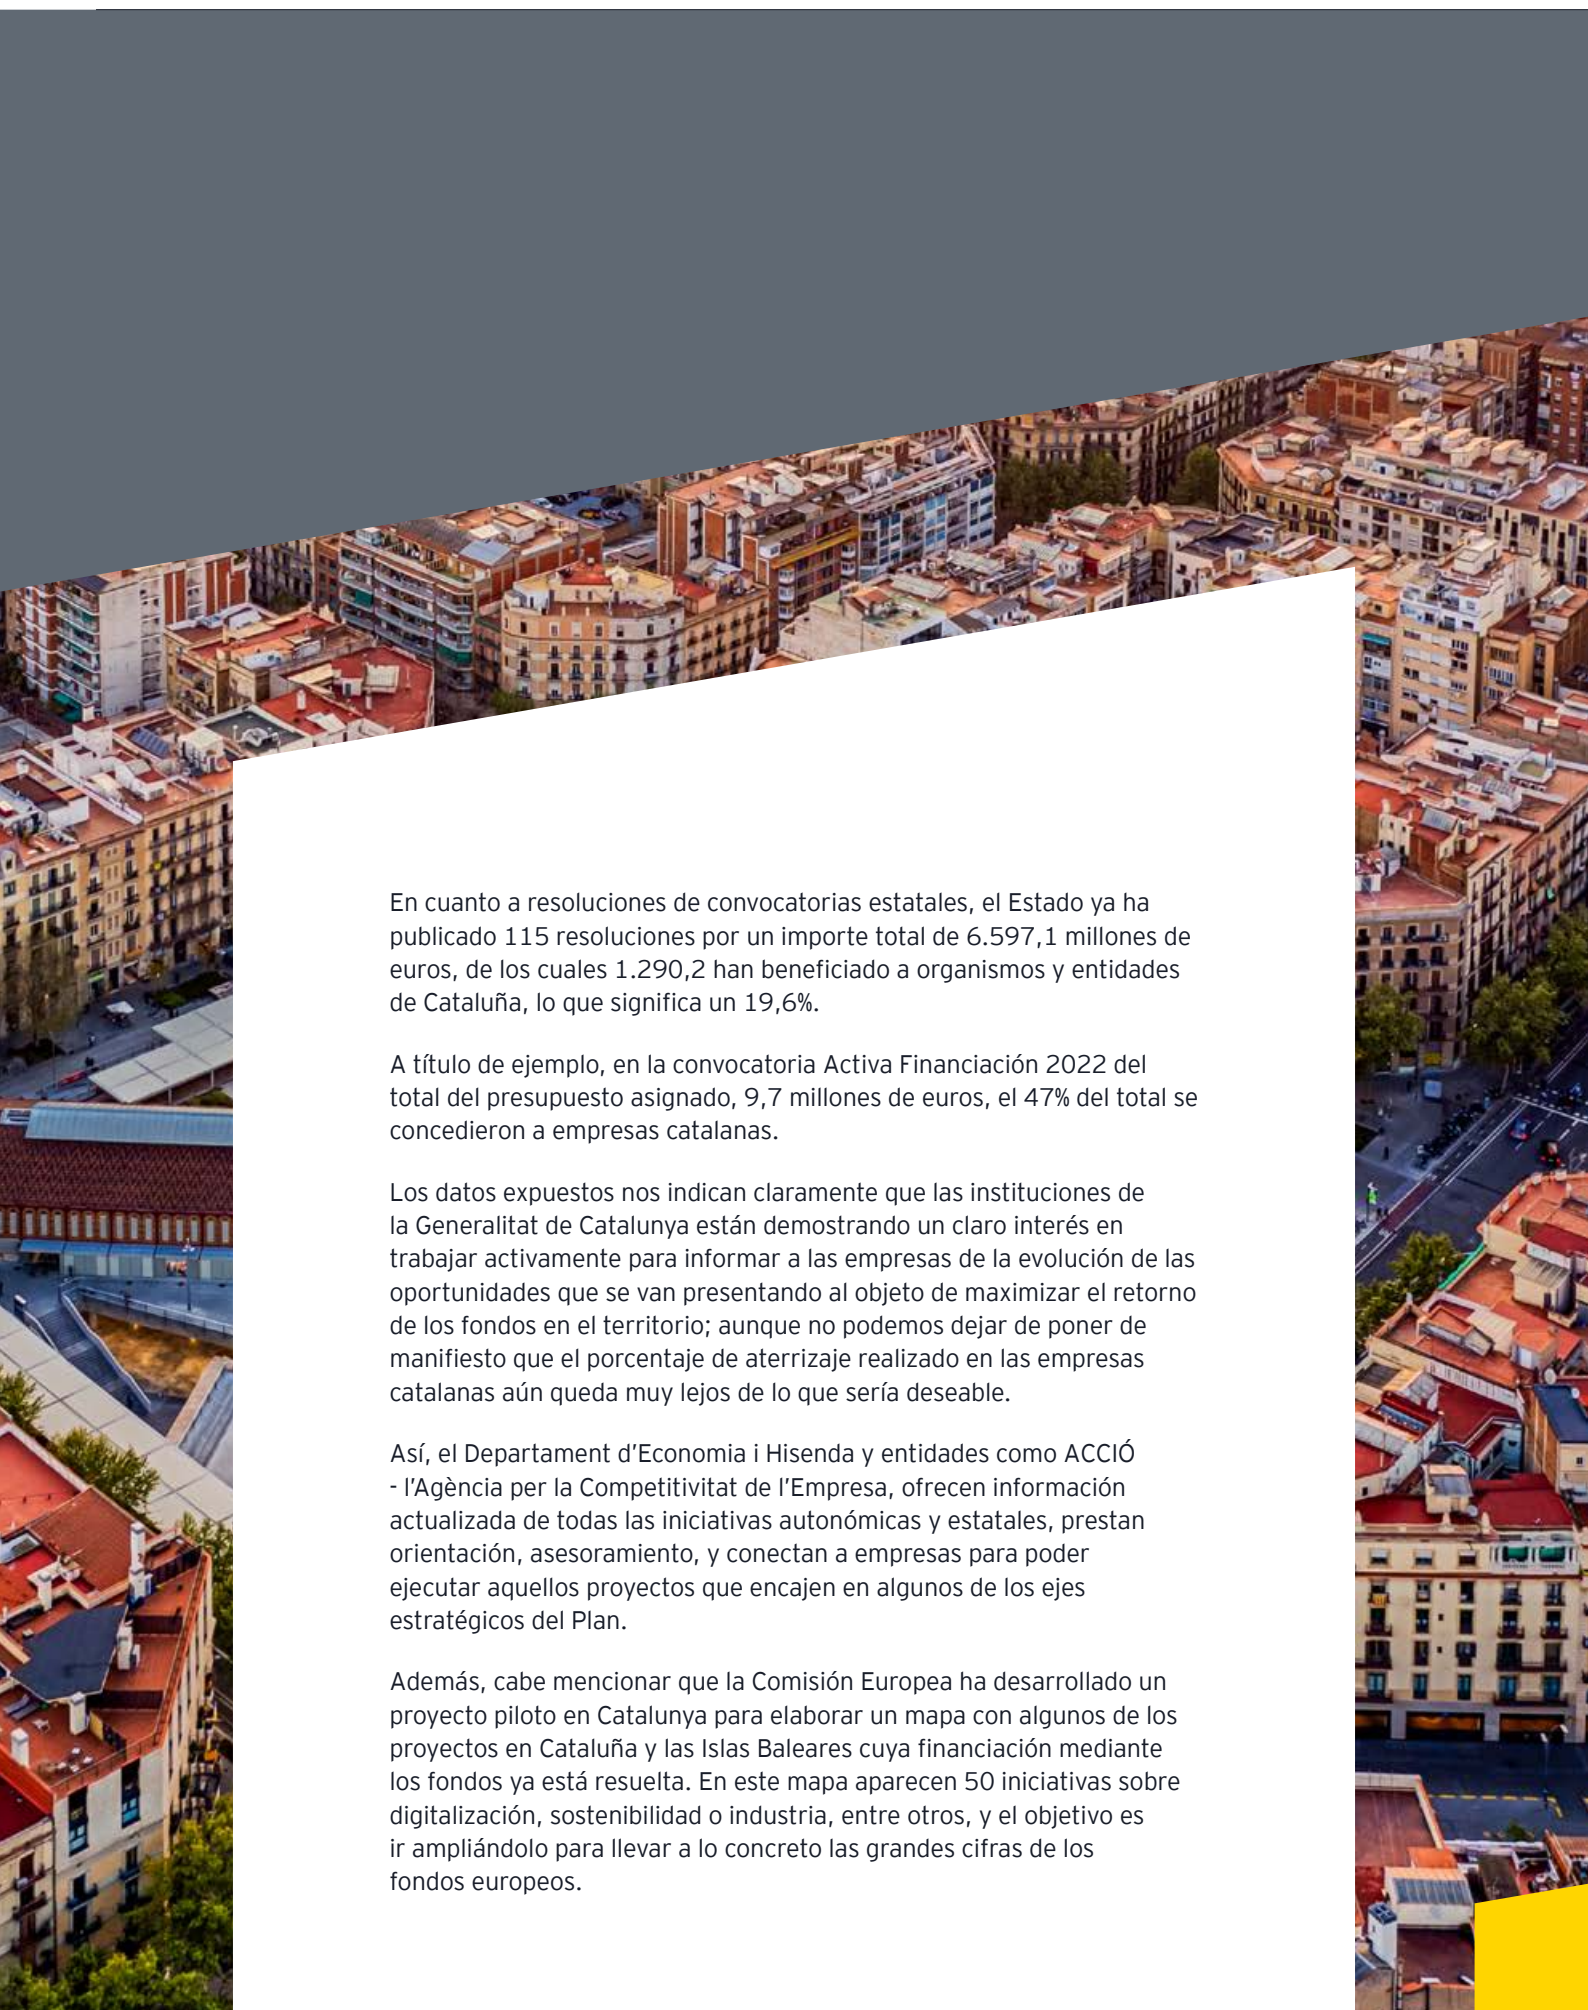 En cuanto a resoluciones de convocatorias estatales, el Estado ya ha
publicado 115 resoluciones por un importe total de 6.597,1 millones de
euros, de los cuales 1.290,2 han beneficiado a organismos y entidades
de Cataluña, lo que significa un 19,6%.
A título de ejemplo, en la convocatoria Activa Financiación 2022 del
total del presupuesto asignado, 9,7 millones de euros, el 47% del total se
concedieron a empresas catalanas.
Los datos expuestos nos indican claramente que las instituciones de
la Generalitat de Catalunya están demostrando un claro interés en
trabajar activamente para informar a las empresas de la evolución de las
oportunidades que se van presentando al objeto de maximizar el retorno
de los fondos en el territorio; aunque no podemos dejar de poner de
manifiesto que el porcentaje de aterrizaje realizado en las empresas
catalanas aún queda muy lejos de lo que sería deseable.
Así, el Departament d'Economia i Hisenda y entidades como ACCIÓ
- l'Agència per la Competitivitat de l'Empresa, ofrecen información
actualizada de todas las iniciativas autonómicas y estatales, prestan
orientación, asesoramiento, y conectan a empresas para poder
ejecutar aquellos proyectos que encajen en algunos de los ejes
estratégicos del Plan.
Además, cabe mencionar que la Comisión Europea ha desarrollado un
proyecto piloto en Catalunya para elaborar un mapa con algunos de los
proyectos en Cataluña y las Islas Baleares cuya financiación mediante
los fondos ya está resuelta. En este mapa aparecen 50 iniciativas sobre
digitalización, sostenibilidad o industria, entre otros, y el objetivo es
ir ampliándolo para llevar a lo concreto las grandes cifras de los
fondos europeos.